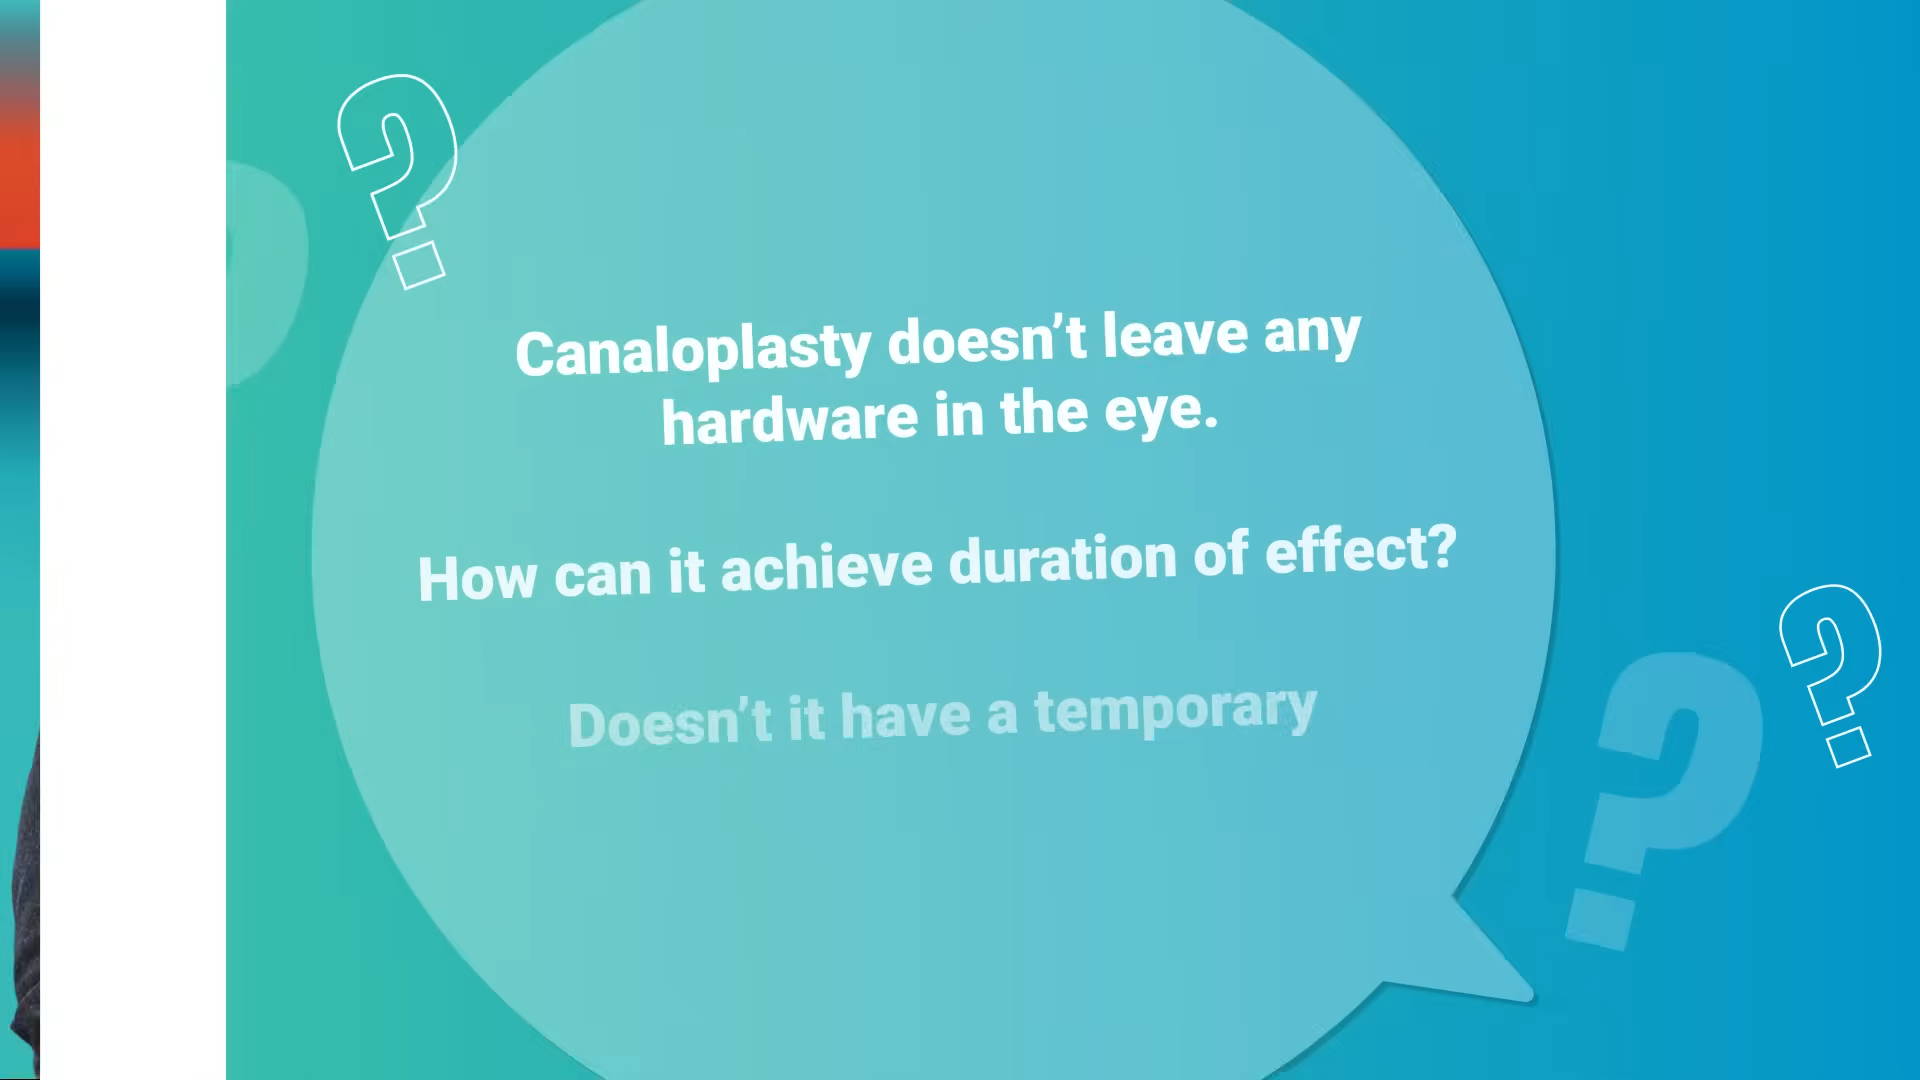 Canaloplasty doesn’t leave any
hardware in the eye.
How can it achieve duration of effect?
Doesn’t it have a temporary